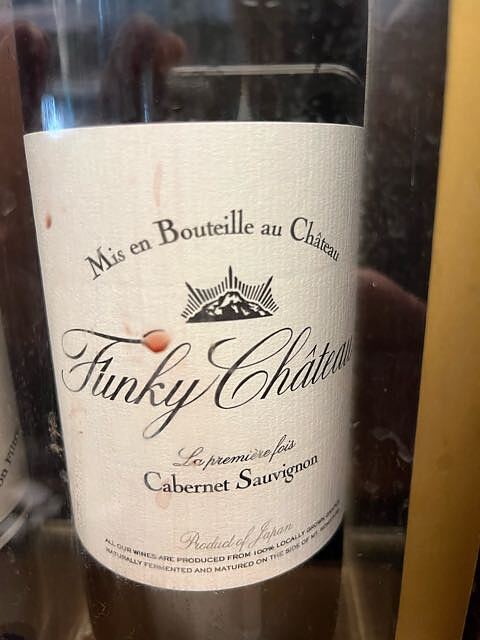 Mis en Bouteille au Château
Funky Château
La première fois
Cabernet Sauvignon
Product of Japan
ALL OUR WINES ARE PRODUCED FROM 100% LOCALLY GROWN
NATURALLY FERMENTED AND MATURED ON THE SIDE OF MT.